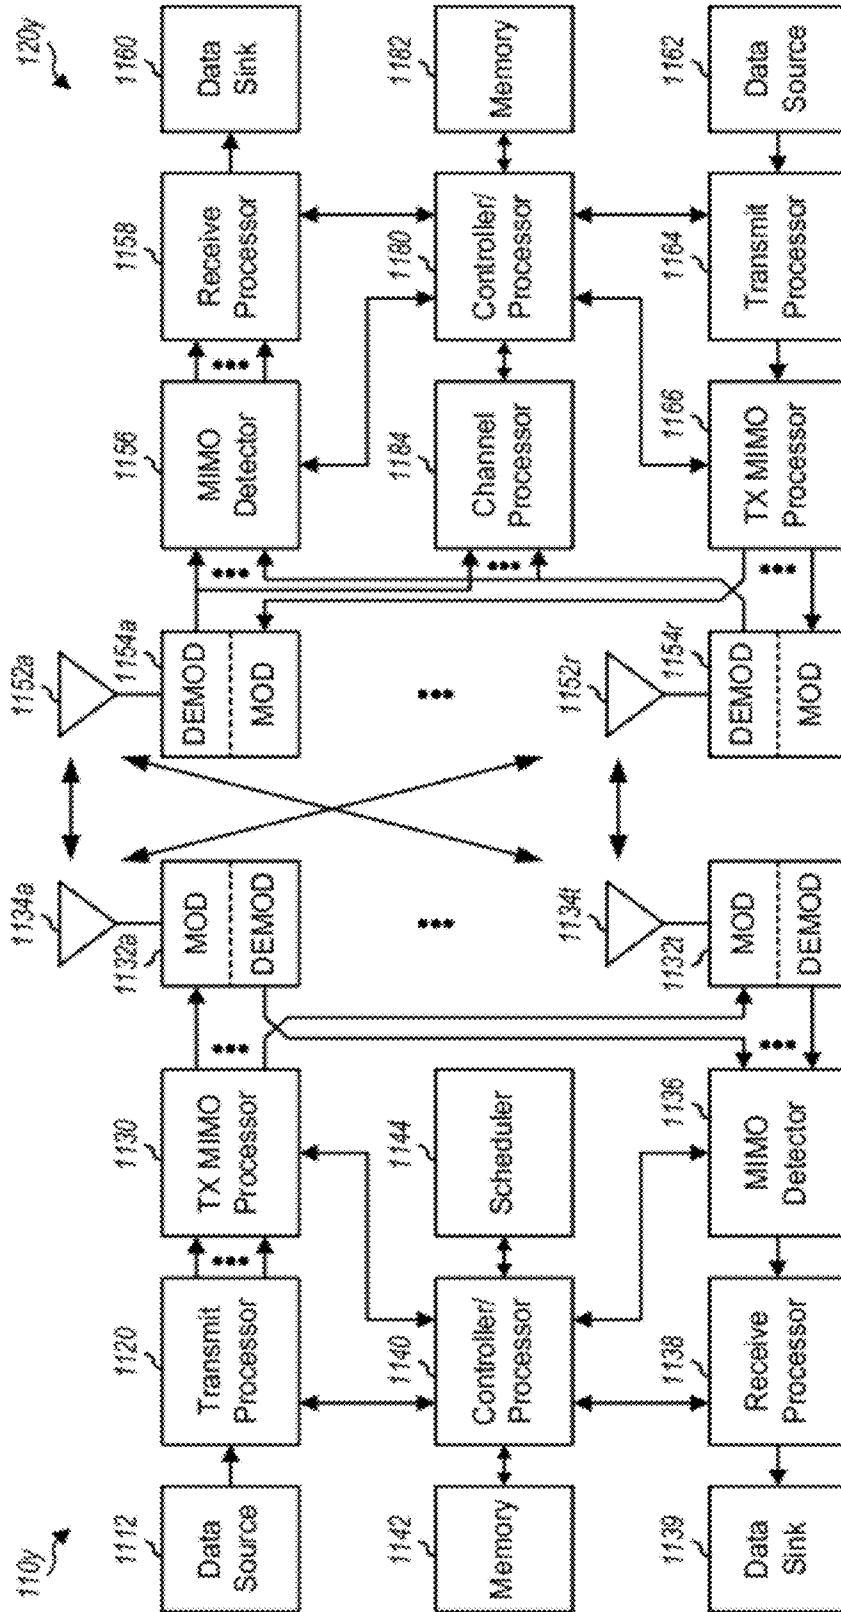 110y
120y
1112
Data
Source
1120
Transmit
Processor
1130
TX MIMO
Processor
1132a
MOD
DEMOD
1134a
1152a
1154a
DEMOD
MOD
1156
MIMO
Detector
1158
Receive
Processor
1160
Data
Sink
1142
Memory
1140
Controller/
Processor
1144
Scheduler
1184
Channel
Processor
1180
Controller/
Processor
1182
Memory
1139
Data
Sink
1138
Receive
Processor
1136
MIMO
Detector
1132t
MOD
DEMOD
1134t
1152r
1154r
DEMOD
MOD
1166
TX MIMO
Processor
1164
Transmit
Processor
1162
Data
Source